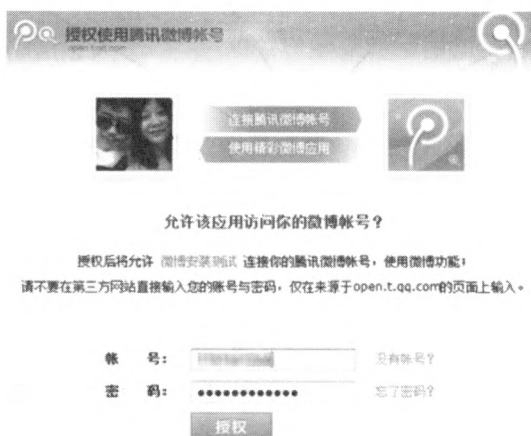 授权使用腾讯微博帐号
open.t.qq.com
连接腾讯微博帐号
使用精彩微博应用
允许该应用访问你的微博帐号？
授权后将允许 微博安装测试 连接你的腾讯微博帐号，使用微博功能；
请不要在第三方网站直接输入您的账号与密码，仅在来源于open.t.qq.com的页面上输入。
帐 号： 没有帐号？
密 码： ●●●●●●●●●●●● 忘了密码？
授权